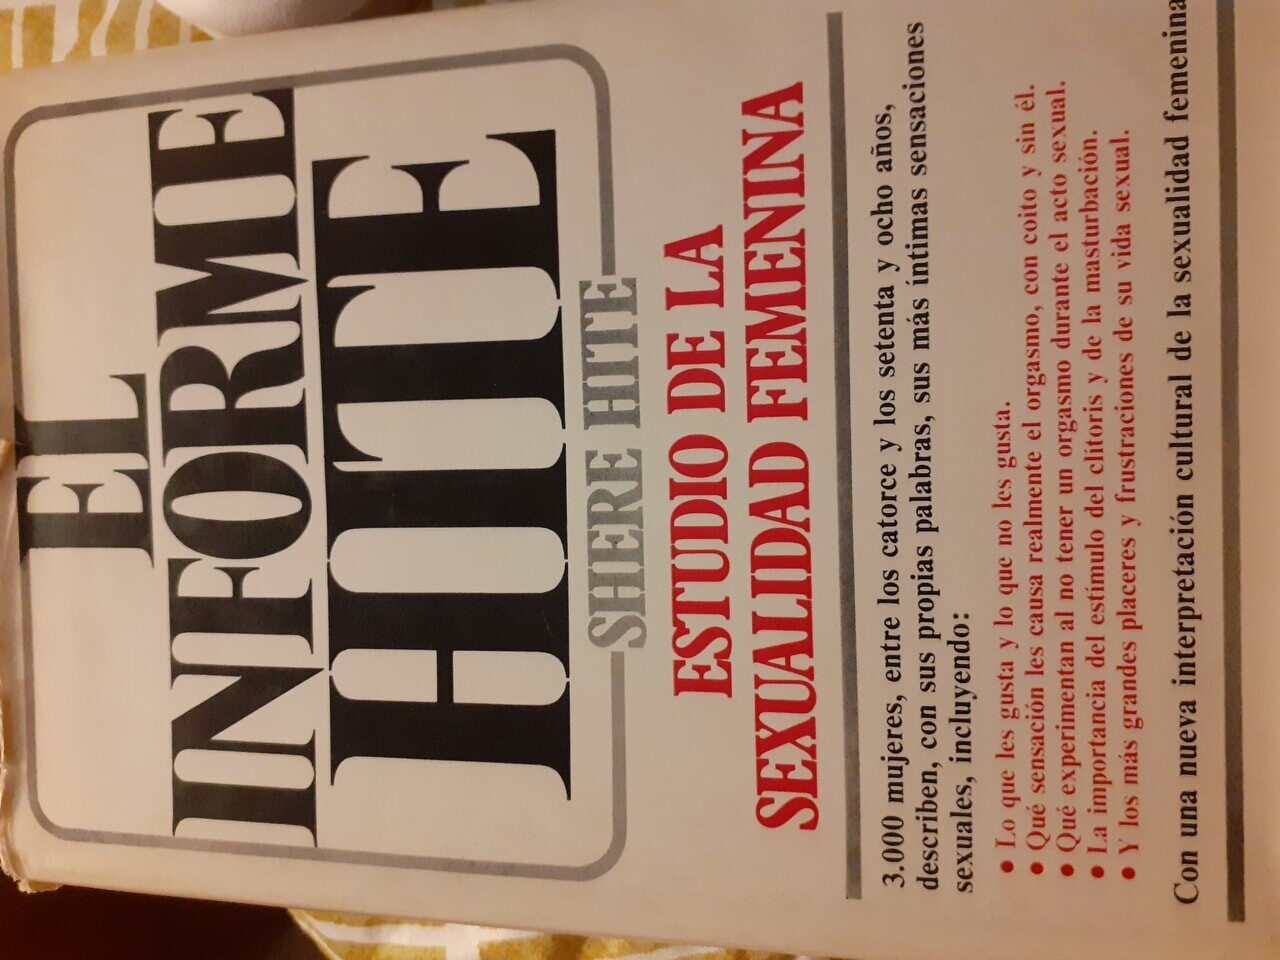 EL
INFORME
HITE
SHERE HITE
ESTUDIO DE LA
SEXUALIDAD FEMENINA
3.000 mujeres, entre los catorce y los setenta y ocho años,
describen, con sus propias palabras, sus más íntimas sensaciones
sexuales, incluyendo:
• Lo que les gusta y lo que no les gusta.
• Qué sensación les causa realmente el orgasmo, con coito y sin él.
• Qué experimentan al no tener un orgasmo durante el acto sexual.
• La importancia del estímulo del clítoris y de la masturbación.
• Y los más grandes placeres y frustraciones de su vida sexual.
Con una nueva interpretación cultural de la sexualidad femenina